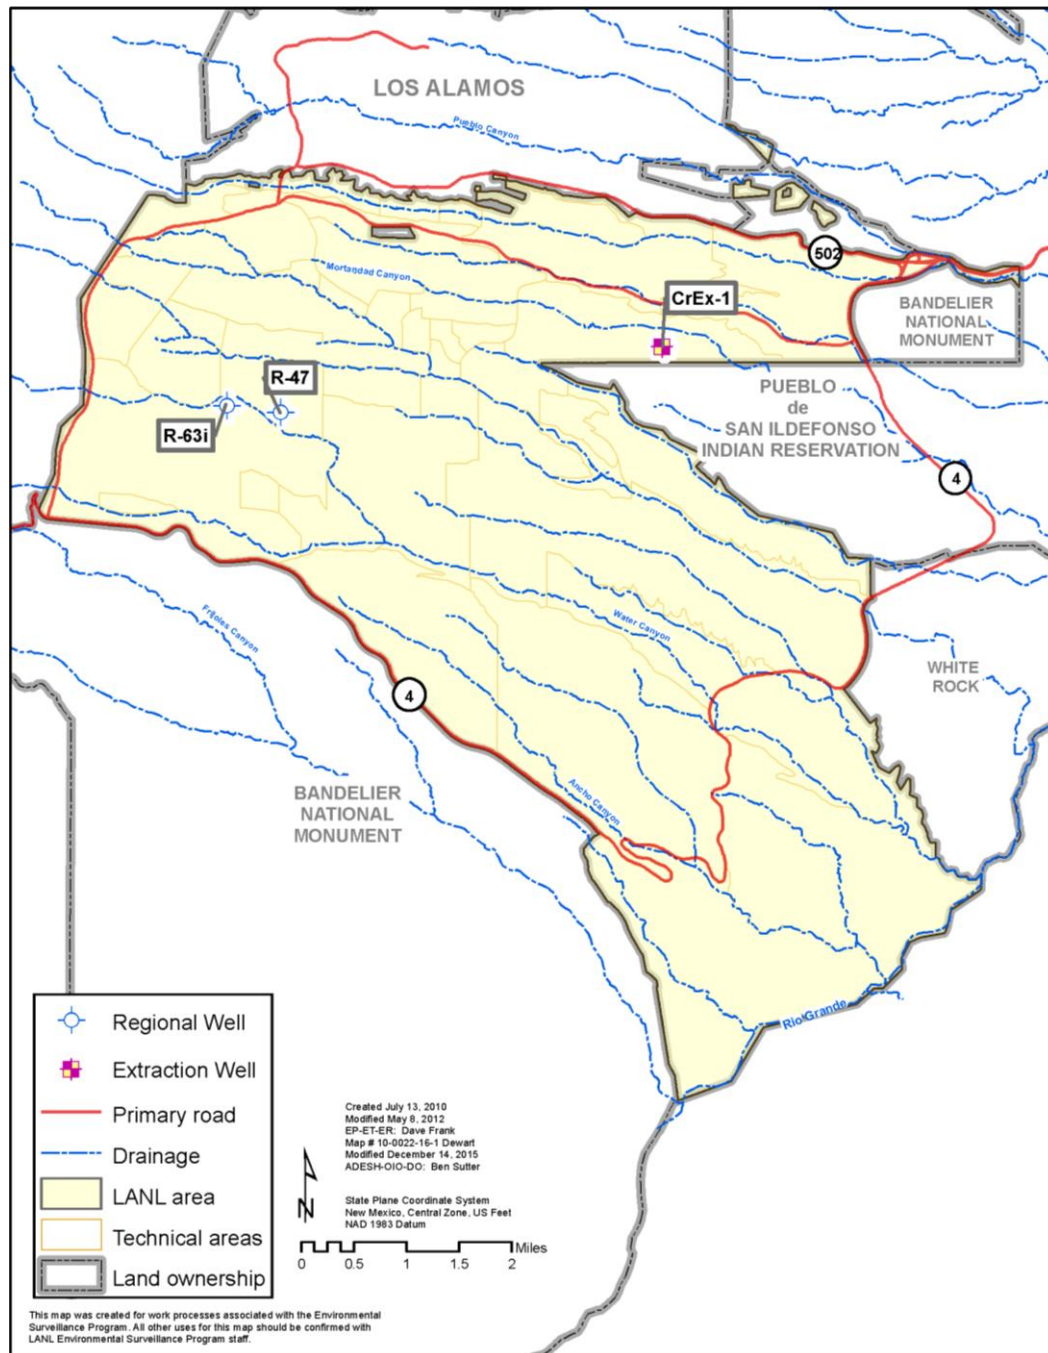 LOS ALAMOS
Pueblo Canyon
502
Mortandad Canyon
CrEx-1
BANDELIER
NATIONAL
MONUMENT
R-47
R-63i
PUEBLO
de
SAN ILDEFONSO
INDIAN RESERVATION
4
Frijoles Canyon
Water Canyon
WHITE
ROCK
4
Ancho Canyon
BANDELIER
NATIONAL
MONUMENT
Rio Grande
Regional Well
Extraction Well
Primary road
Drainage
LANL area
Technical areas
Land ownership
Created July 13, 2010
Modified May 8, 2012
EP-ET-ER: Dave Frank
Map # 10-0022-16-1 Dewart
Modified December 14, 2015
ADESH-OIO-DO: Ben Sutter
N
State Plane Coordinate System
New Mexico, Central Zone, US Feet
NAD 1983 Datum
Miles
0 0.5 1 1.5 2
This map was created for work processes associated with the Environmental
Surveillance Program. All other uses for this map should be confirmed with
LANL Environmental Surveillance Program staff.